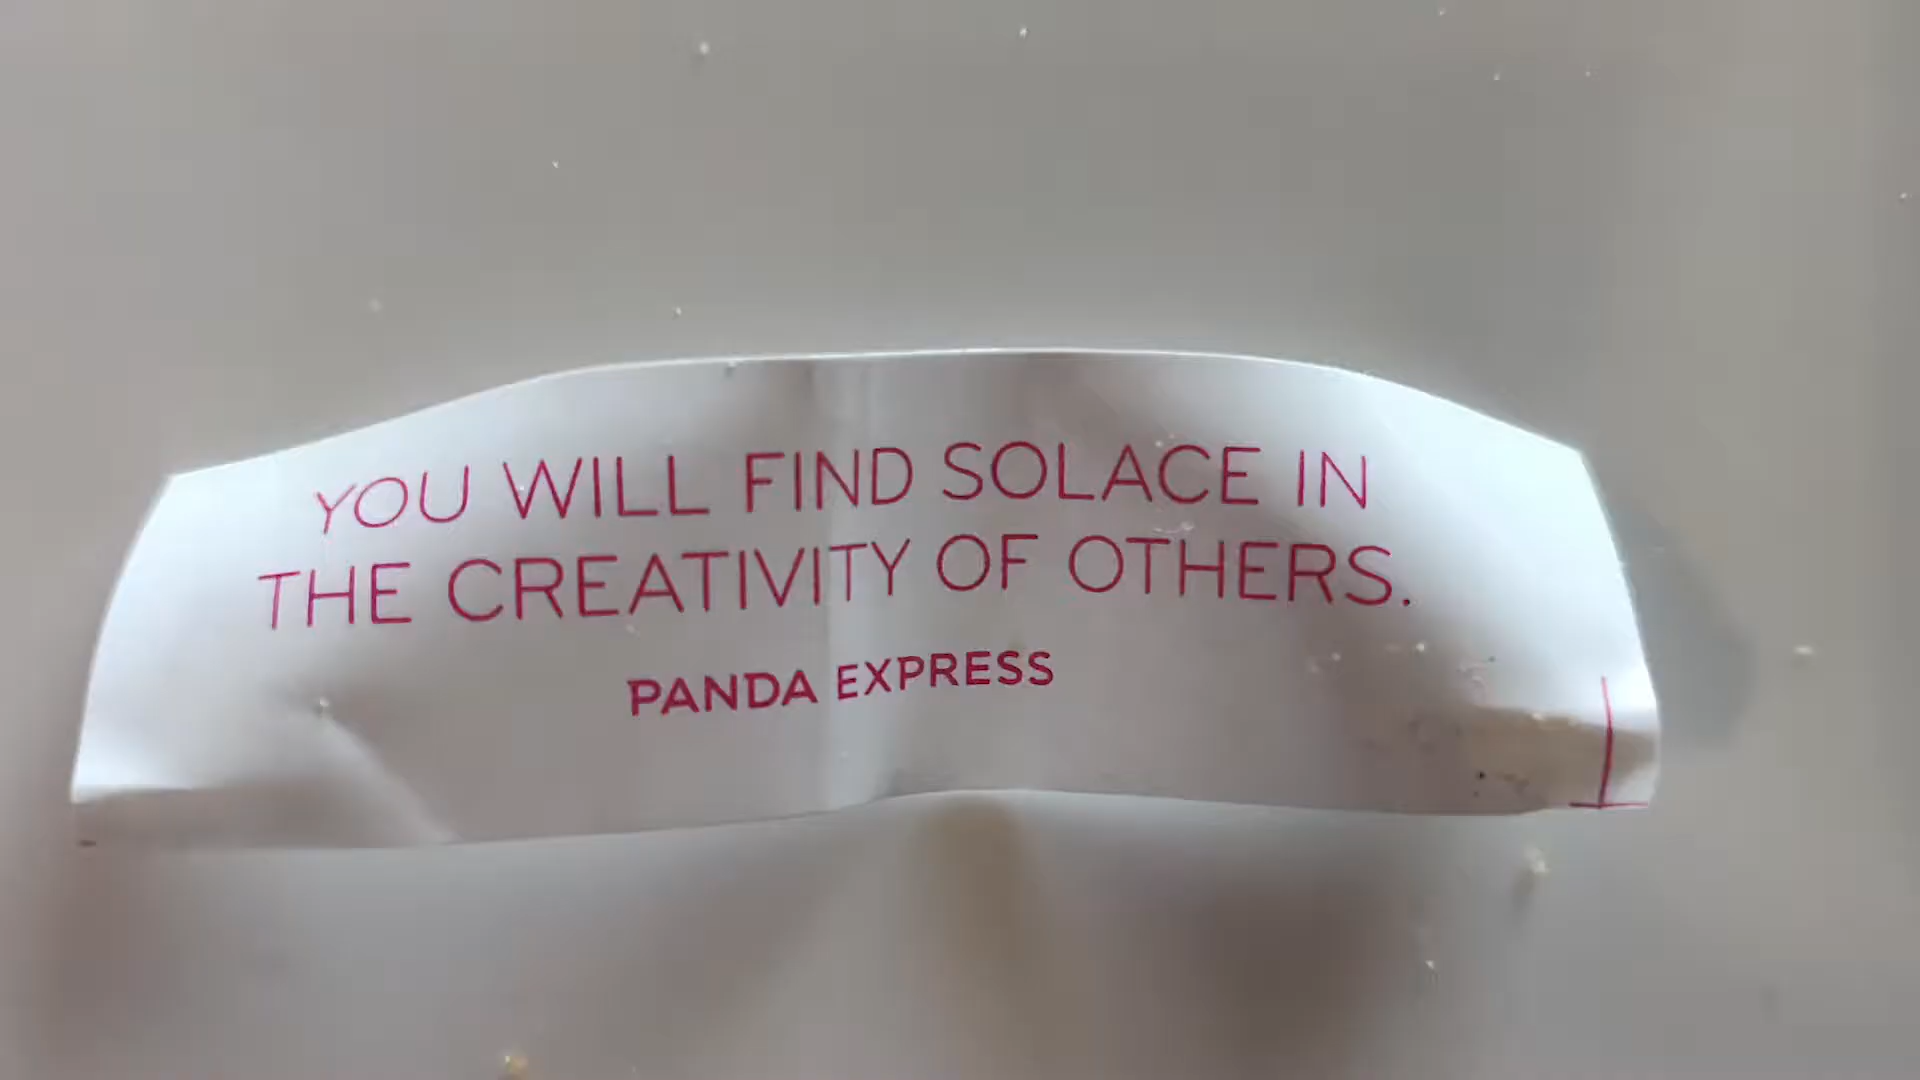 YOU WILL FIND SOLACE IN
THE CREATIVITY OF OTHERS.
PANDA EXPRESS